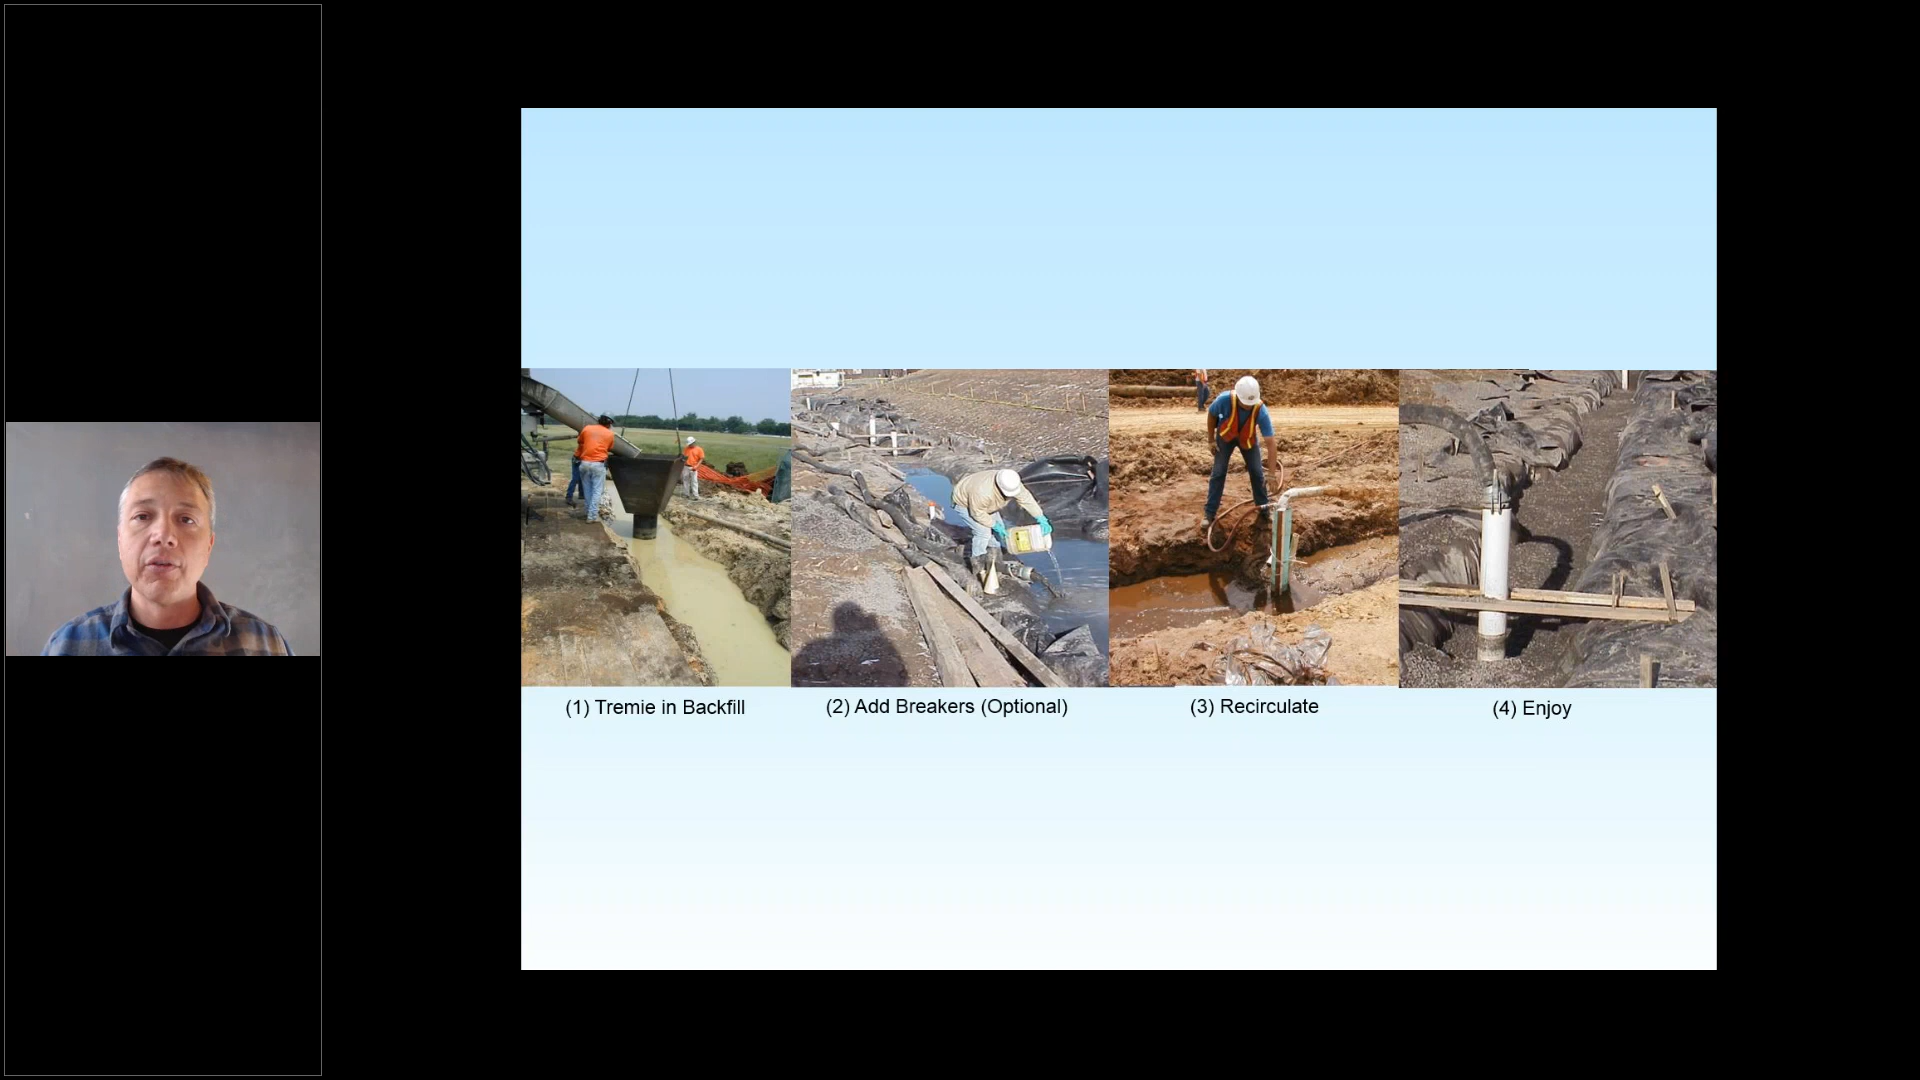 (1) Tremie in Backfill
(2) Add Breakers (Optional)
(3) Recirculate
(4) Enjoy